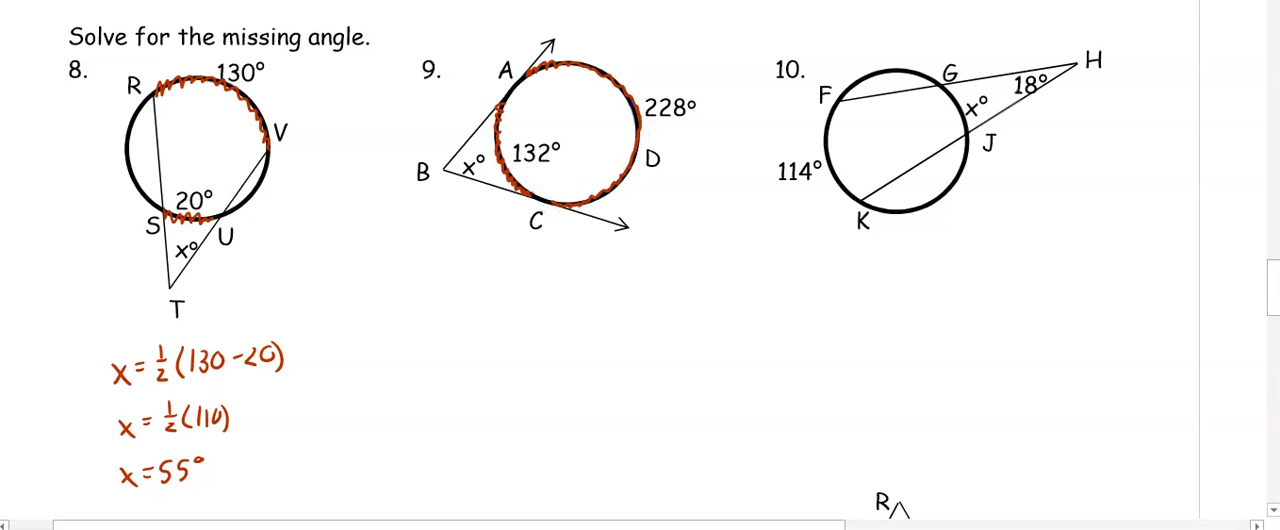 Solve for the missing angle.
8.
R
130°
V
20°
S
U
x°
T
x = 1/2 (130 - 20)
x = 1/2 (110)
x = 55°
9.
A
228°
132°
B
x°
D
C
10.
H
G
18°
F
x°
J
114°
K
R